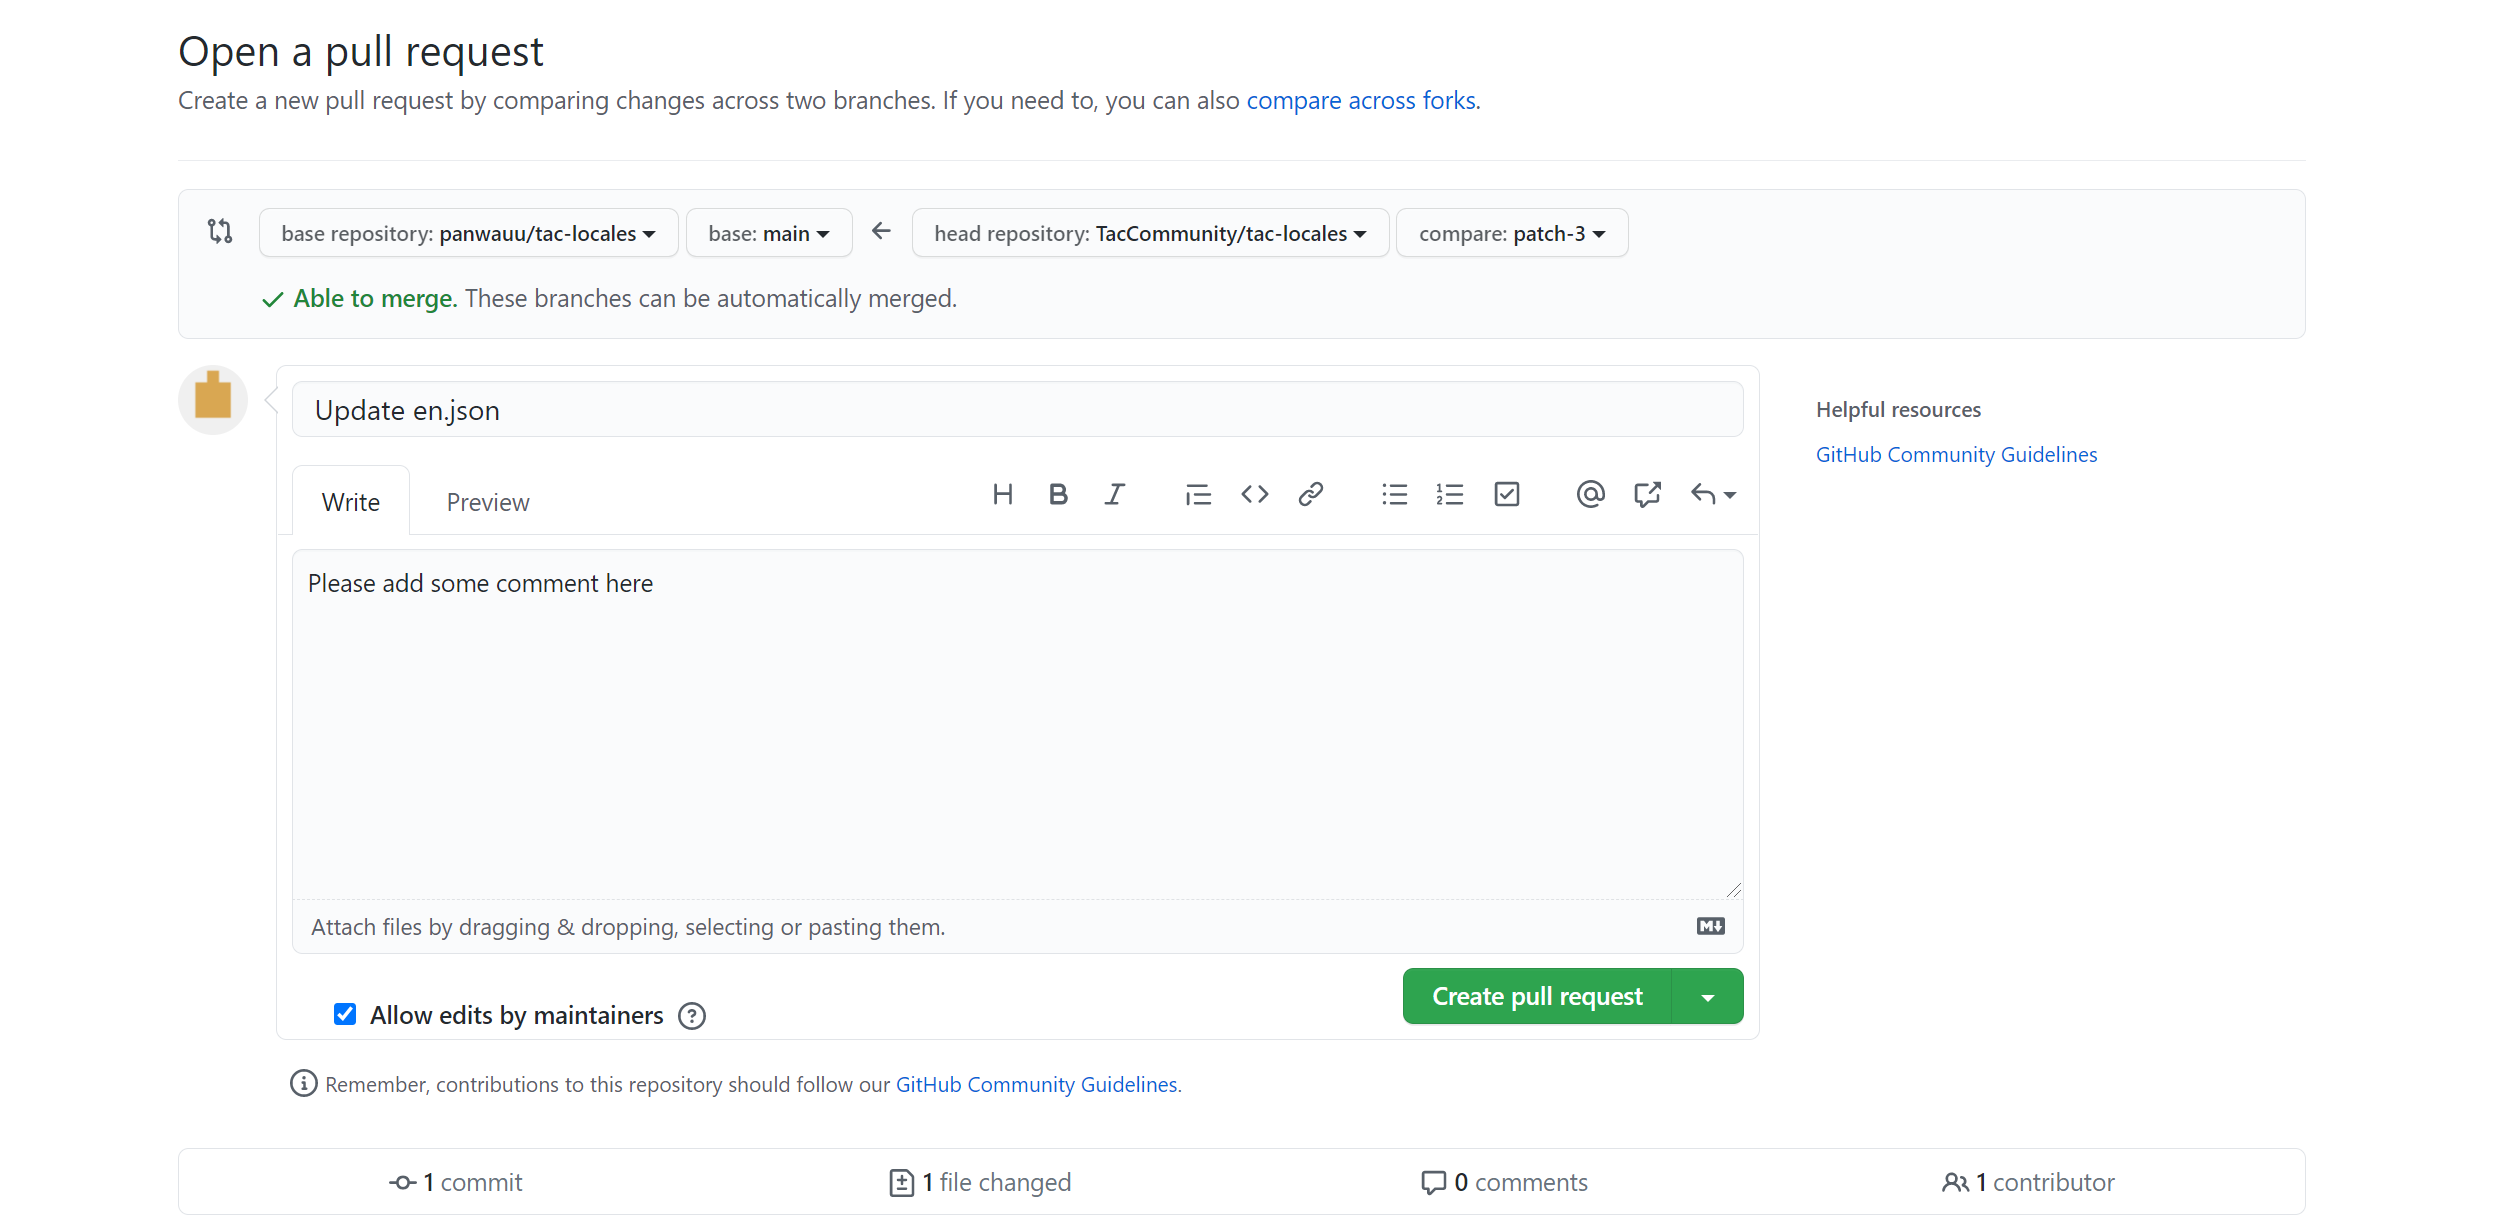 Open a pull request
Create a new pull request by comparing changes across two branches. If you need to, you can also compare across forks.
base repository: panwauu/tac-locales base: main head repository: TacCommunity/tac-locales compare: patch-3
Able to merge. These branches can be automatically merged.
Update en.json
Helpful resources
GitHub Community Guidelines
Write Preview
Please add some comment here
Attach files by dragging & dropping, selecting or pasting them.
Allow edits by maintainers
Create pull request
Remember, contributions to this repository should follow our GitHub Community Guidelines.
1 commit 1 file changed 0 comments 1 contributor